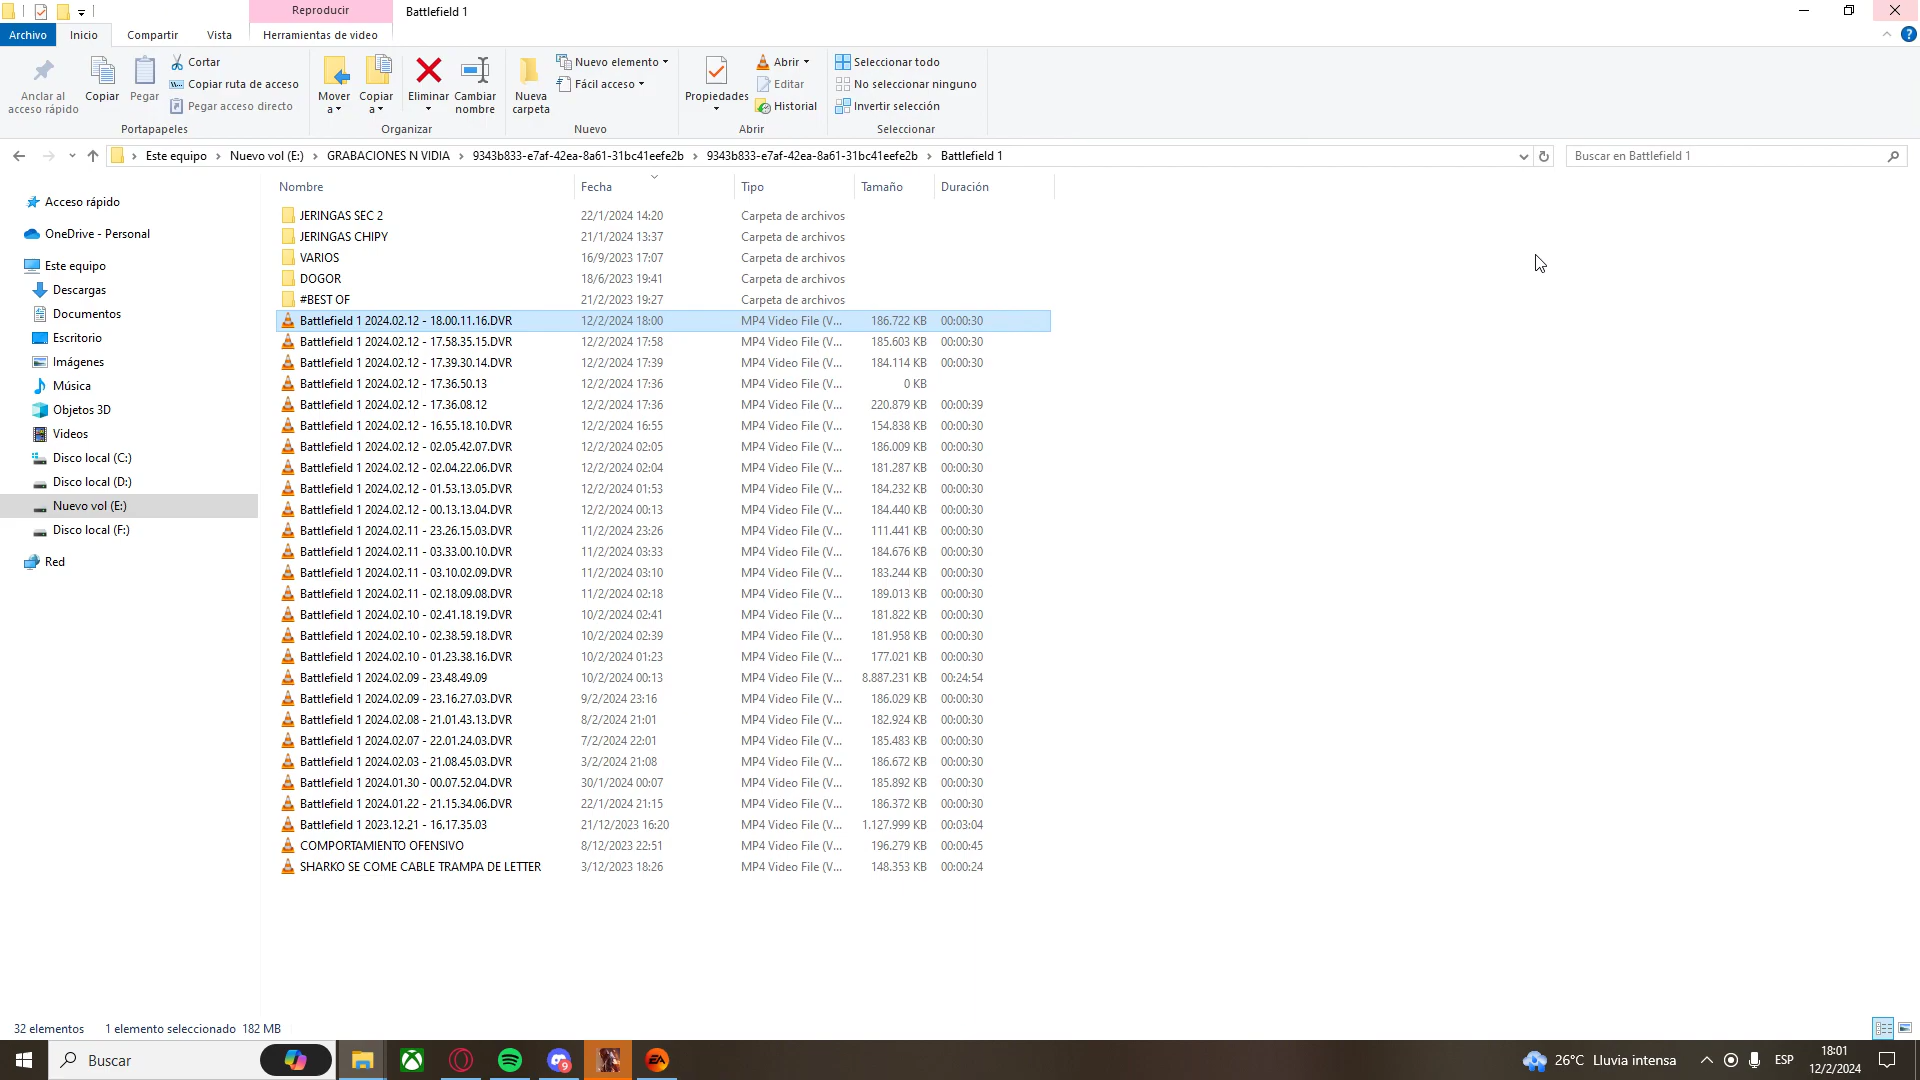 Reproducir
Battlefield 1
Archivo
Inicio
Compartir
Vista
Herramientas de video
Anclar al acceso rápido
Copiar
Pegar
Cortar
Copiar ruta de acceso
Pegar acceso directo
Portapapeles
Mover a
Copiar a
Eliminar
Cambiar nombre
Organizar
Nueva carpeta
Nuevo elemento
Fácil acceso
Nuevo
Propiedades
Abrir
Editar
Historial
Abrir
Seleccionar todo
No seleccionar ninguno
Invertir selección
Seleccionar
Este equipo > Nuevo vol (E:) > GRABACIONES N VIDIA > 9343b833-e7af-42ea-8a61-31bc41eefe2b > 9343b833-e7af-42ea-8a61-31bc41eefe2b > Battlefield 1
Buscar en Battlefield 1
Acceso rápido
OneDrive - Personal
Este equipo
Descargas
Documentos
Escritorio
Imágenes
Música
Objetos 3D
Videos
Disco local (C:)
Disco local (D:)
Nuevo vol (E:)
Disco local (F:)
Red
Nombre Fecha Tipo Tamaño Duración
JERINGAS SEC 2 22/1/2024 14:20 Carpeta de archivos
JERINGAS CHIPY 21/1/2024 13:37 Carpeta de archivos
VARIOS 16/9/2023 17:07 Carpeta de archivos
DOGOR 18/6/2023 19:41 Carpeta de archivos
#BEST OF 21/2/2023 19:27 Carpeta de archivos
Battlefield 1 2024.02.12 - 18.00.11.16.DVR 12/2/2024 18:00 MP4 Video File (V... 186.722 KB 00:00:30
Battlefield 1 2024.02.12 - 17.58.35.15.DVR 12/2/2024 17:58 MP4 Video File (V... 185.603 KB 00:00:30
Battlefield 1 2024.02.12 - 17.39.30.14.DVR 12/2/2024 17:39 MP4 Video File (V... 184.114 KB 00:00:30
Battlefield 1 2024.02.12 - 17.36.50.13 12/2/2024 17:36 MP4 Video File (V... 0 KB
Battlefield 1 2024.02.12 - 17.36.08.12 12/2/2024 17:36 MP4 Video File (V... 220.879 KB 00:00:39
Battlefield 1 2024.02.12 - 16.55.18.10.DVR 12/2/2024 16:55 MP4 Video File (V... 154.838 KB 00:00:30
Battlefield 1 2024.02.12 - 02.05.42.07.DVR 12/2/2024 02:05 MP4 Video File (V... 186.009 KB 00:00:30
Battlefield 1 2024.02.12 - 02.04.22.06.DVR 12/2/2024 02:04 MP4 Video File (V... 181.287 KB 00:00:30
Battlefield 1 2024.02.12 - 01.53.13.05.DVR 12/2/2024 01:53 MP4 Video File (V... 184.232 KB 00:00:30
Battlefield 1 2024.02.12 - 00.13.13.04.DVR 12/2/2024 00:13 MP4 Video File (V... 184.440 KB 00:00:30
Battlefield 1 2024.02.11 - 23.26.15.03.DVR 11/2/2024 23:26 MP4 Video File (V... 111.441 KB 00:00:30
Battlefield 1 2024.02.11 - 03.33.00.10.DVR 11/2/2024 03:33 MP4 Video File (V... 184.676 KB 00:00:30
Battlefield 1 2024.02.11 - 03.10.02.09.DVR 11/2/2024 03:10 MP4 Video File (V... 183.244 KB 00:00:30
Battlefield 1 2024.02.11 - 02.18.09.08.DVR 11/2/2024 02:18 MP4 Video File (V... 189.013 KB 00:00:30
Battlefield 1 2024.02.10 - 02.41.18.19.DVR 10/2/2024 02:41 MP4 Video File (V... 181.822 KB 00:00:30
Battlefield 1 2024.02.10 - 02.38.59.18.DVR 10/2/2024 02:39 MP4 Video File (V... 181.958 KB 00:00:30
Battlefield 1 2024.02.10 - 01.23.38.16.DVR 10/2/2024 01:23 MP4 Video File (V... 177.021 KB 00:00:30
Battlefield 1 2024.02.09 - 23.48.49.09 10/2/2024 00:13 MP4 Video File (V... 8.887.231 KB 00:24:54
Battlefield 1 2024.02.09 - 23.16.27.03.DVR 9/2/2024 23:16 MP4 Video File (V... 186.029 KB 00:00:30
Battlefield 1 2024.02.08 - 21.01.43.13.DVR 8/2/2024 21:01 MP4 Video File (V... 182.924 KB 00:00:30
Battlefield 1 2024.02.07 - 22.01.24.03.DVR 7/2/2024 22:01 MP4 Video File (V... 185.483 KB 00:00:30
Battlefield 1 2024.02.03 - 21.08.45.03.DVR 3/2/2024 21:08 MP4 Video File (V... 186.672 KB 00:00:30
Battlefield 1 2024.01.30 - 00.07.52.04.DVR 30/1/2024 00:07 MP4 Video File (V... 185.892 KB 00:00:30
Battlefield 1 2024.01.22 - 21.15.34.06.DVR 22/1/2024 21:15 MP4 Video File (V... 186.372 KB 00:00:30
Battlefield 1 2023.12.21 - 16.17.35.03 21/12/2023 16:20 MP4 Video File (V... 1.127.999 KB 00:03:04
COMPORTAMIENTO OFENSIVO 8/12/2023 22:51 MP4 Video File (V... 196.279 KB 00:00:45
SHARKO SE COME CABLE TRAMPA DE LETTER 3/12/2023 18:26 MP4 Video File (V... 148.353 KB 00:00:24
32 elementos 1 elemento seleccionado 182 MB
Buscar
9
EA
26°C Lluvia intensa
ESP
18:01
12/2/2024